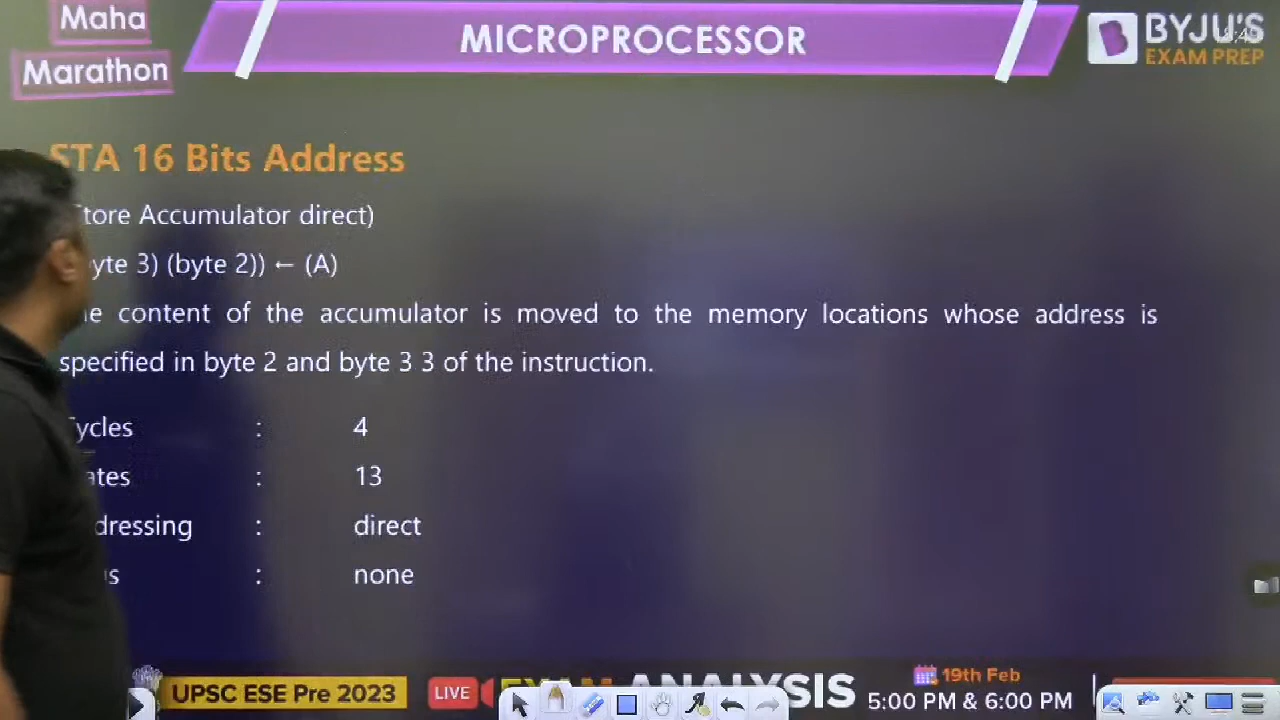 Maha
Marathon
MICROPROCESSOR
BYJU'S
EXAM PREP
STA 16 Bits Address
tore Accumulator direct)
yte 3) (byte 2)) ← (A)
e content of the accumulator is moved to the memory locations whose address is
specified in byte 2 and byte 3 3 of the instruction.
ycles : 4
ates : 13
dressing : direct
s : none
UPSC ESE Pre 2023
LIVE
EXAM ANALYSIS
19th Feb
5:00 PM & 6:00 PM